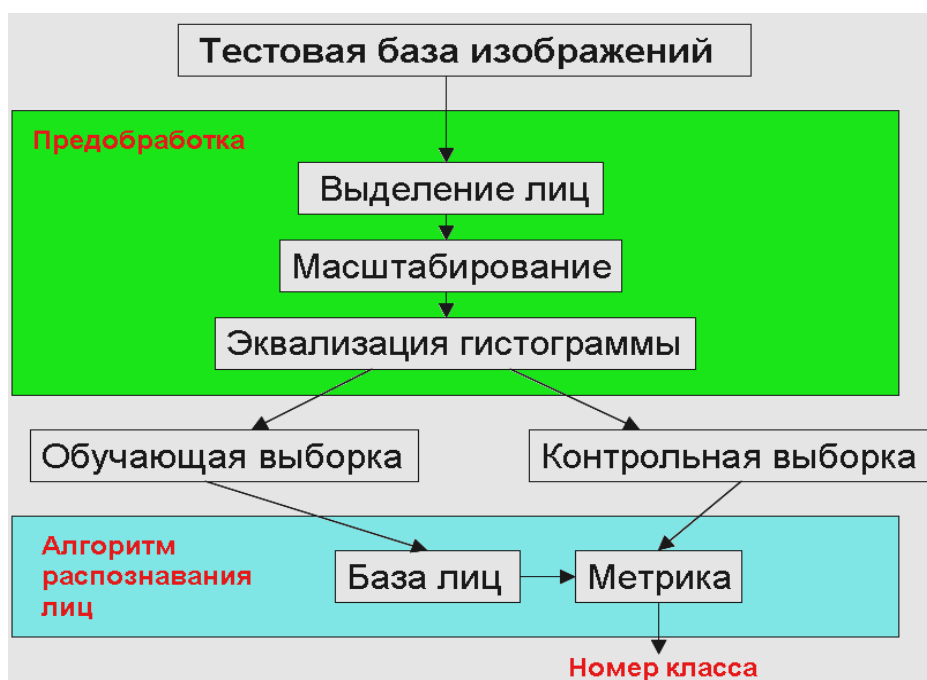 Тестовая база изображений
Предобработка
Выделение лиц
Масштабирование
Эквализация гистограммы
Обучающая выборка
Контрольная выборка
Алгоритм
распознавания
лиц
База лиц
Метрика
Номер класса